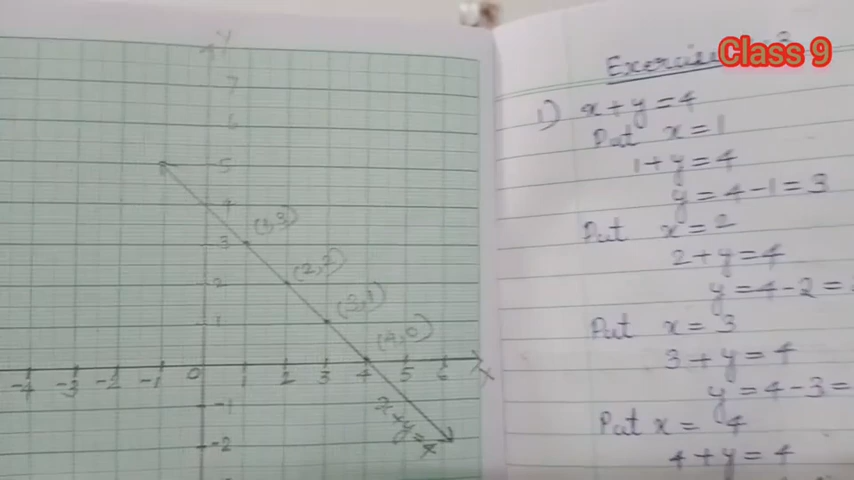 Y
7
6
5
4
3
2
1
-4 -3 -2 -1 0 1 2 3 4 5 6 X
-1
-2
(1,3)
(2,2)
(3,1)
(4,0)
x+y=4
Class 9
Exercise
1) x+y=4
Put x=1
1+y=4
y=4-1=3
Put x=2
2+y=4
y=4-2=
Put x=3
3+y=4
y=4-3=
Put x=4
4+y=4